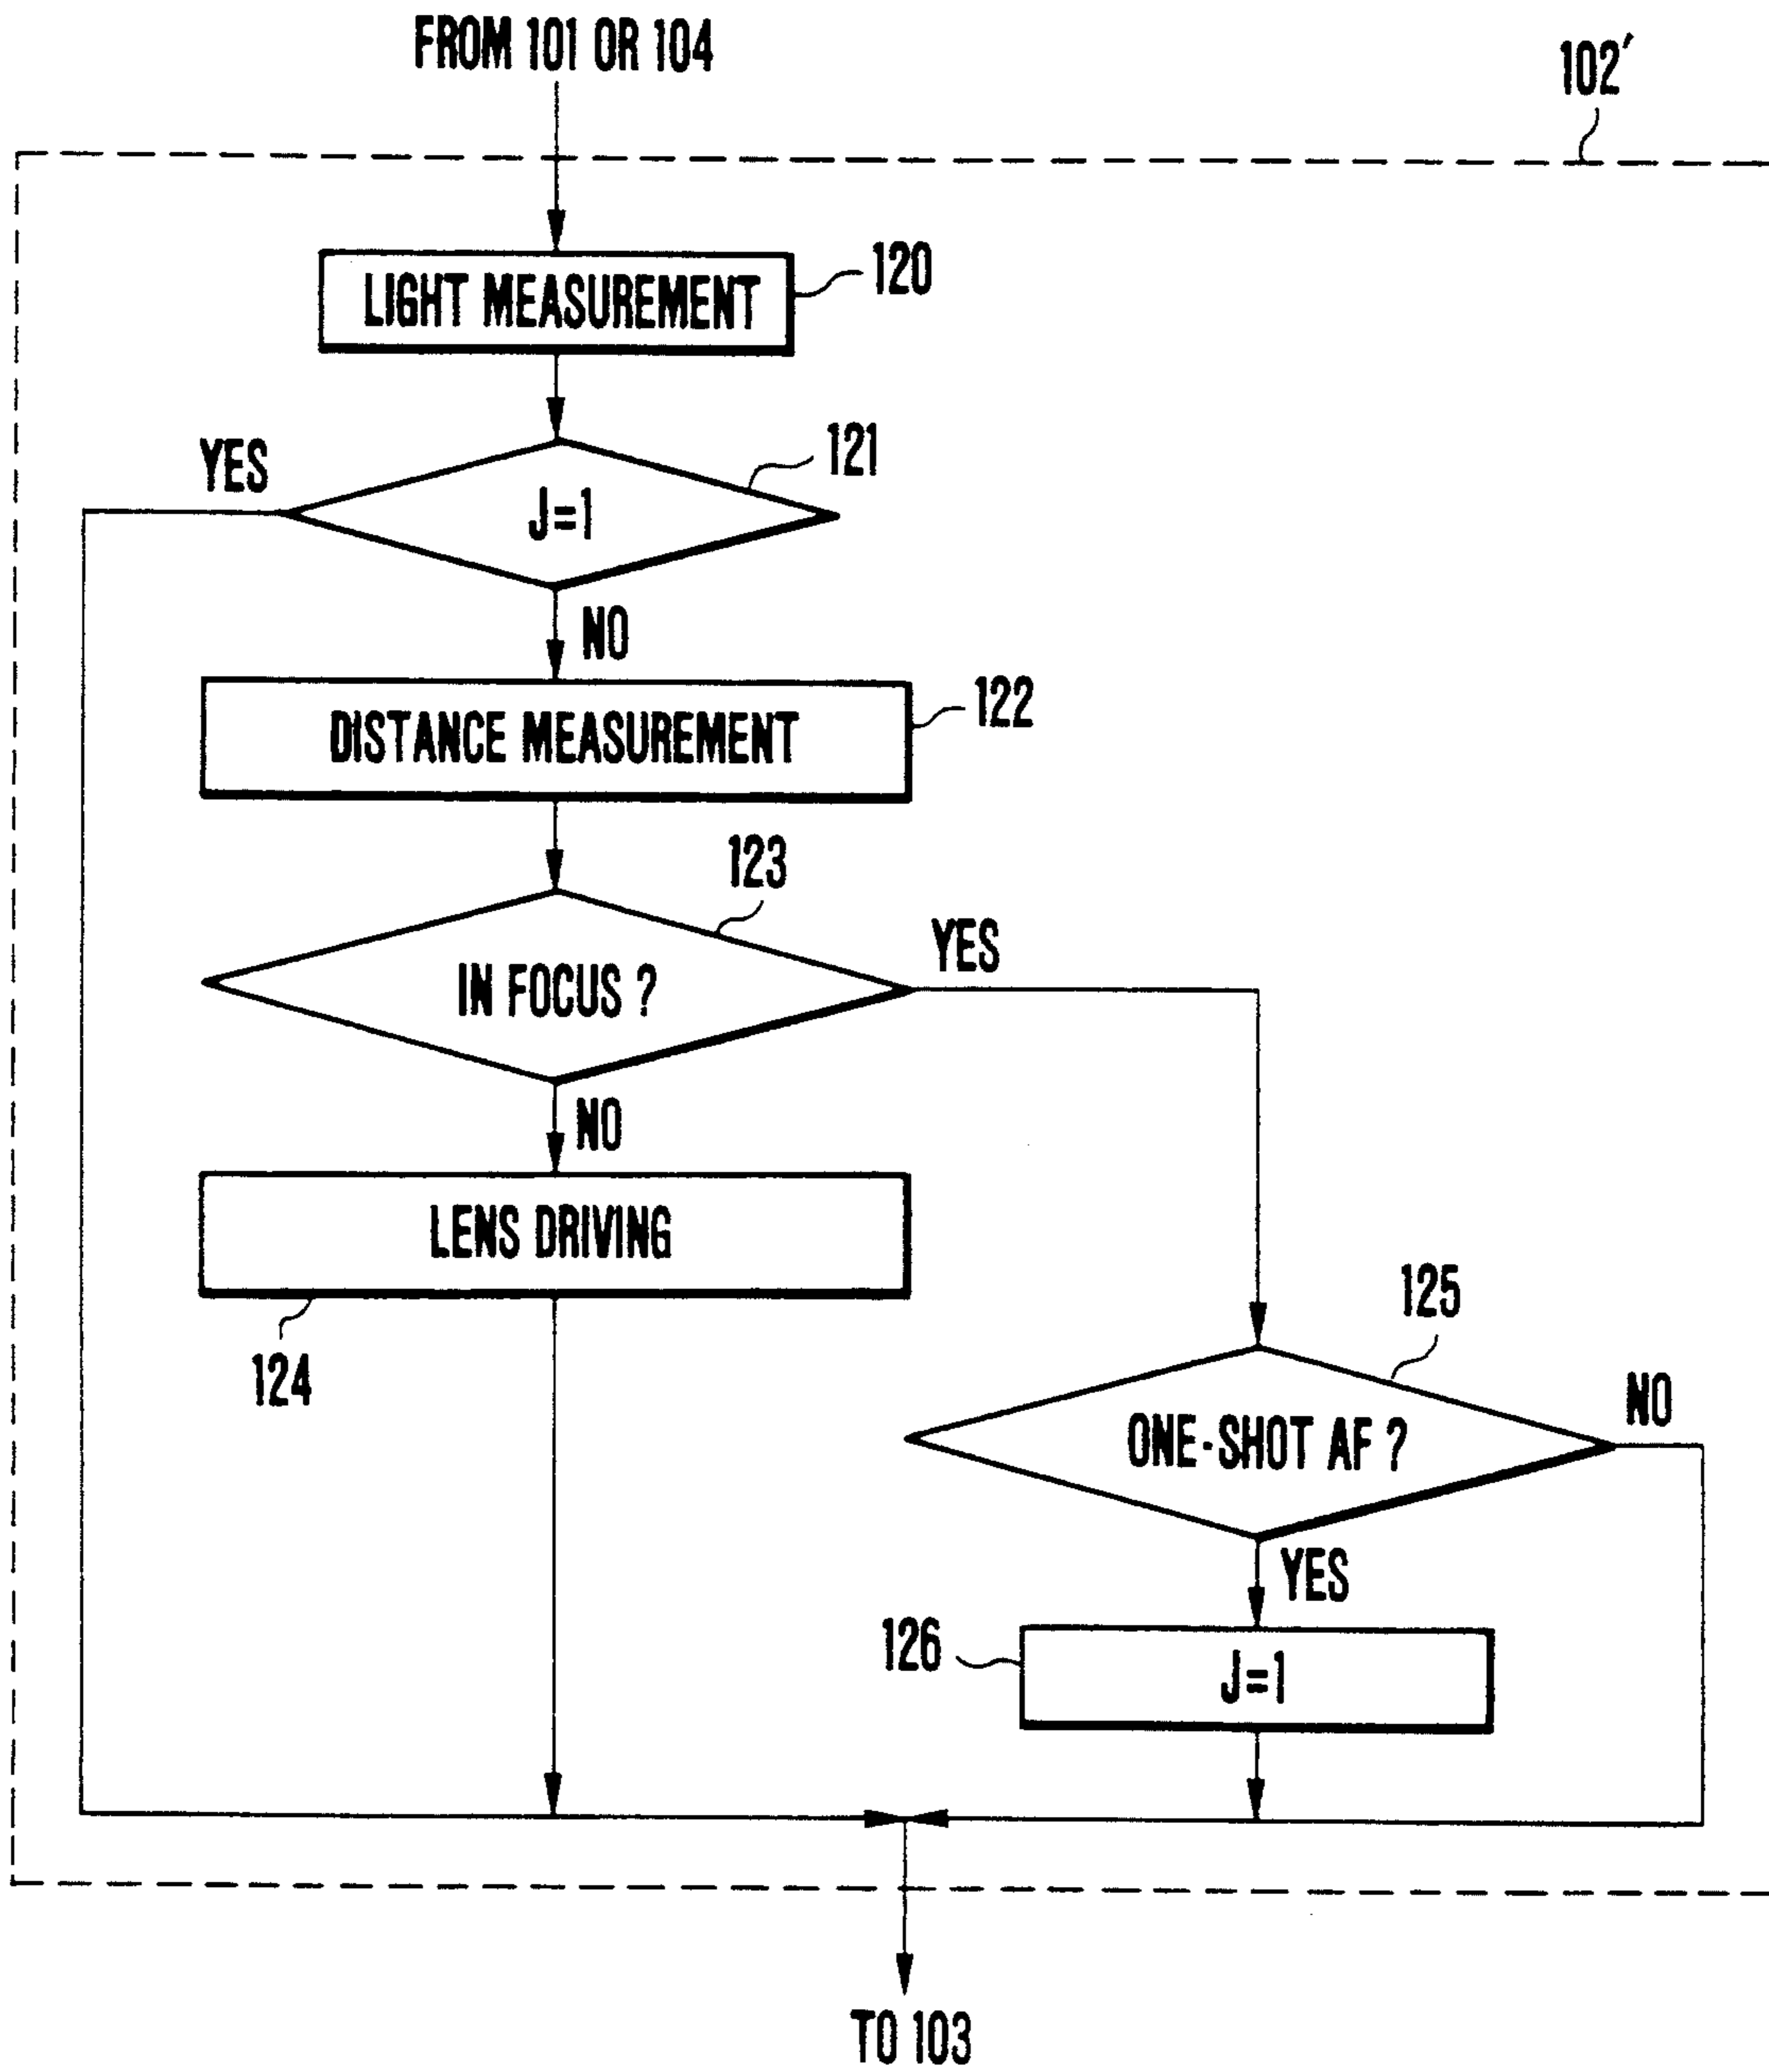 FROM 101 OR 104
102′
LIGHT MEASUREMENT
120
YES
J=1
121
NO
DISTANCE MEASUREMENT
122
123
IN FOCUS ?
YES
NO
LENS DRIVING
124
125
ONE-SHOT AF ?
NO
YES
126
J=1
TO 103